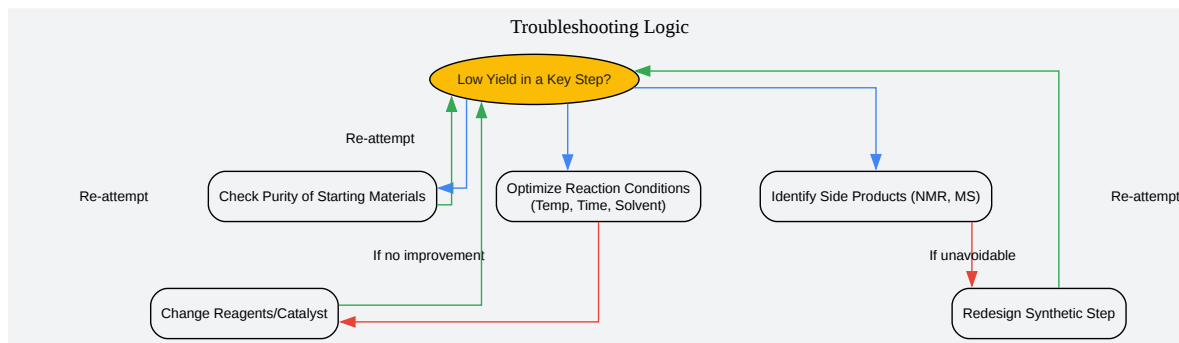 Troubleshooting Logic
Low Yield in a Key Step?
Re-attempt
Re-attempt
Check Purity of Starting Materials
Optimize Reaction Conditions
(Temp, Time, Solvent)
Identify Side Products (NMR, MS)
Re-attempt
If no improvement
If unavoidable
Change Reagents/Catalyst
Redesign Synthetic Step